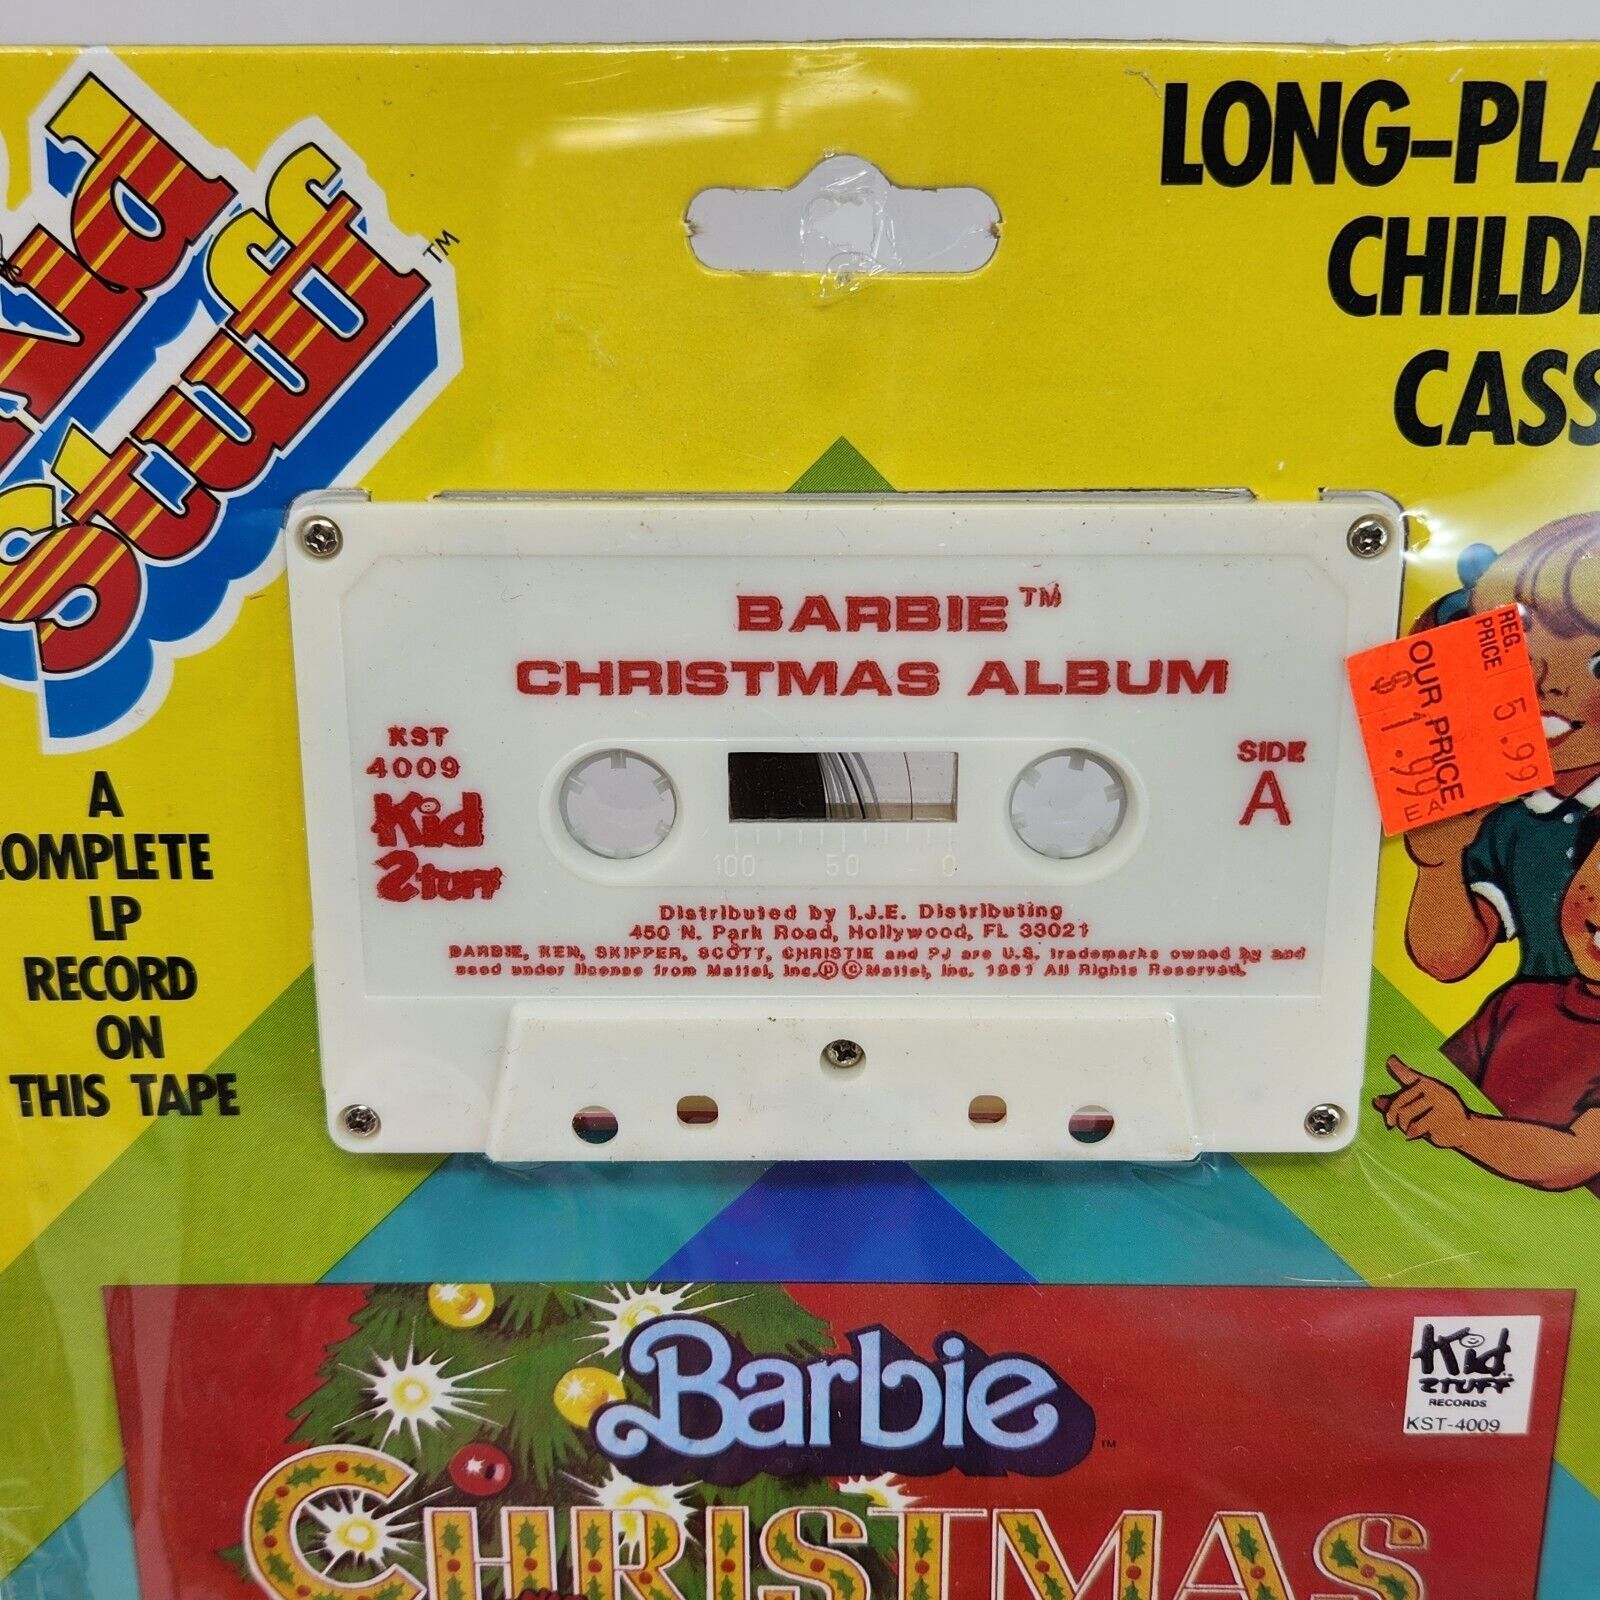 Kid
Stuff™
LONG-PLA
CHILD
CASS
A
COMPLETE
LP
RECORD
ON
THIS TAPE
BARBIE™
CHRISTMAS ALBUM
KST
4009
Kid
Stuff
SIDE
A
100 50 0
Distributed by I.J.E. Distributing
450 N. Park Road, Hollywood, FL 33021
BARBIE, KEN, SKIPPER, SCOTT, CHRISTIE and PJ are U.S. trademarks owned by and
used under license from Mattel, Inc. Ⓟ © Mattel, Inc. 1981 All Rights Reserved.
REG. PRICE 5.99
OUR PRICE
$1.99 EA
Barbie™
CHRISTMAS
Kid
Stuff
RECORDS
KST-4009